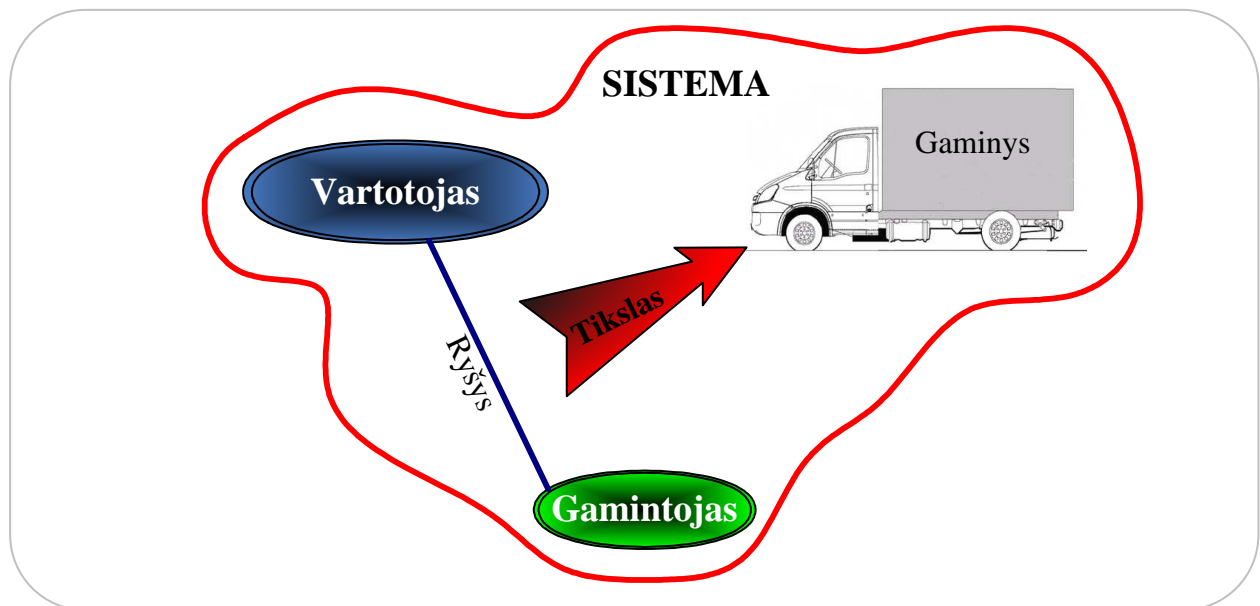 SISTEMA
Gaminys
Vartotojas
Tikslas
Ryšys
Gamintojas